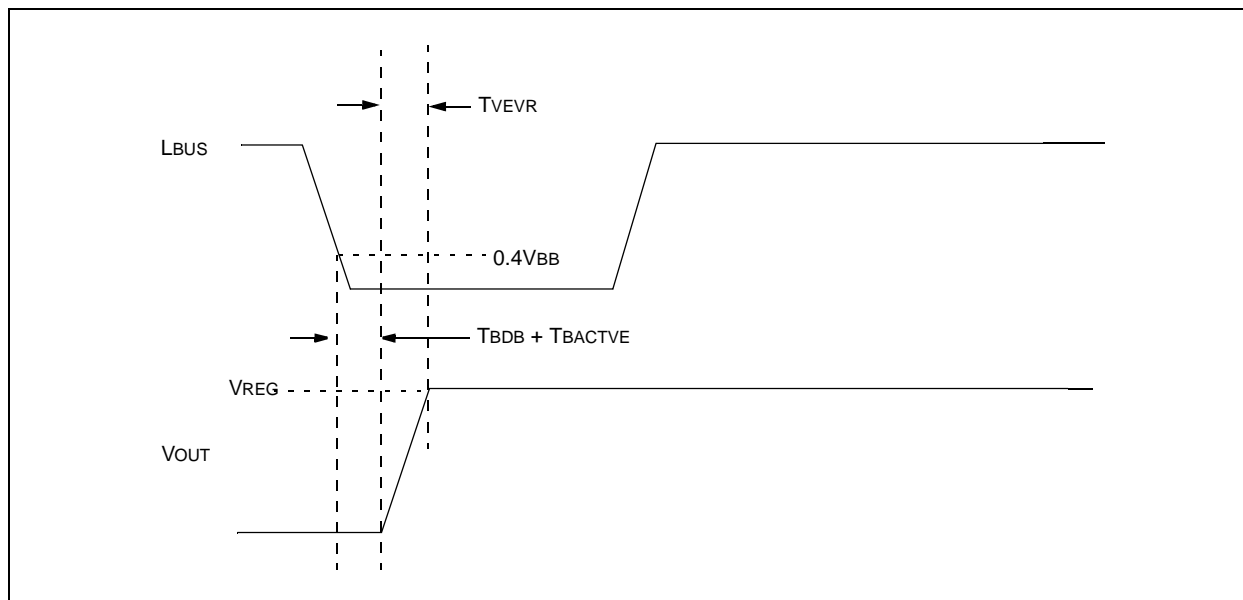 TVEVR
LBUS
0.4VBB
TBDB + TBACTVE
VREG
VOUT